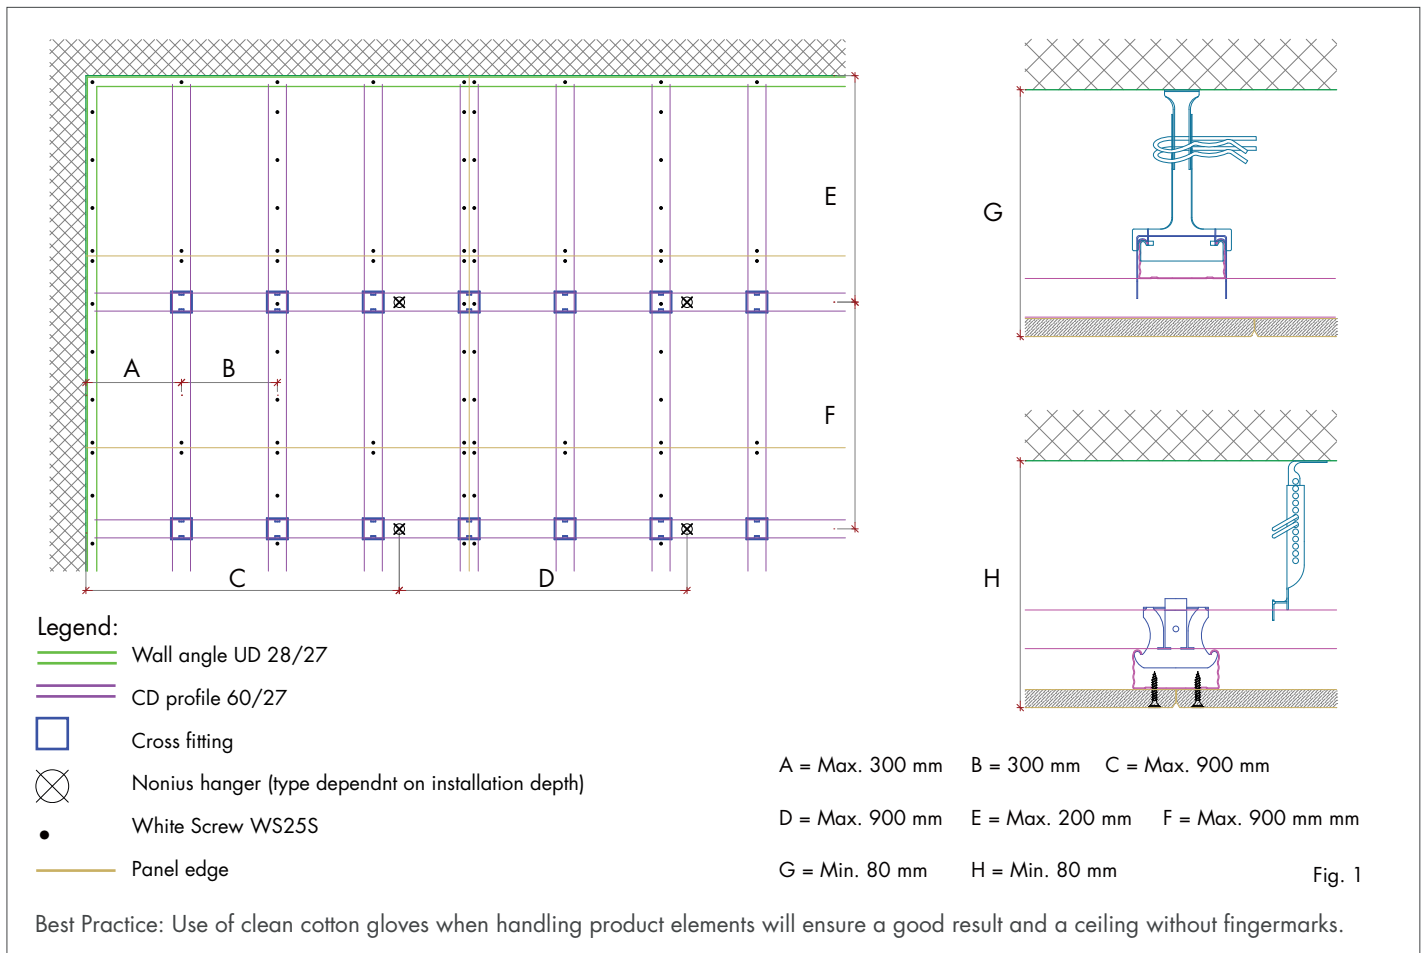 E
G
A
B
F
C
D
H
Legend:
Wall angle UD 28/27
CD profile 60/27
Cross fitting
Nonius hanger (type dependnt on installation depth)
White Screw WS25S
Panel edge
A = Max. 300 mm B = 300 mm C = Max. 900 mm
D = Max. 900 mm E = Max. 200 mm F = Max. 900 mm mm
G = Min. 80 mm H = Min. 80 mm
Fig. 1
Best Practice: Use of clean cotton gloves when handling product elements will ensure a good result and a ceiling without fingermarks.